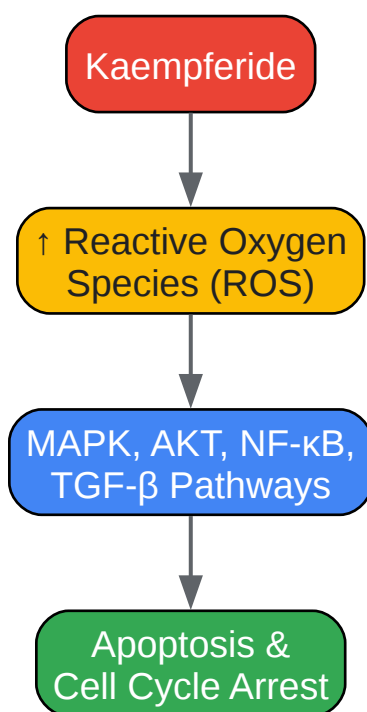 Kaempferide
↑ Reactive Oxygen
Species (ROS)
MAPK, AKT, NF-κB,
TGF-β Pathways
Apoptosis &
Cell Cycle Arrest